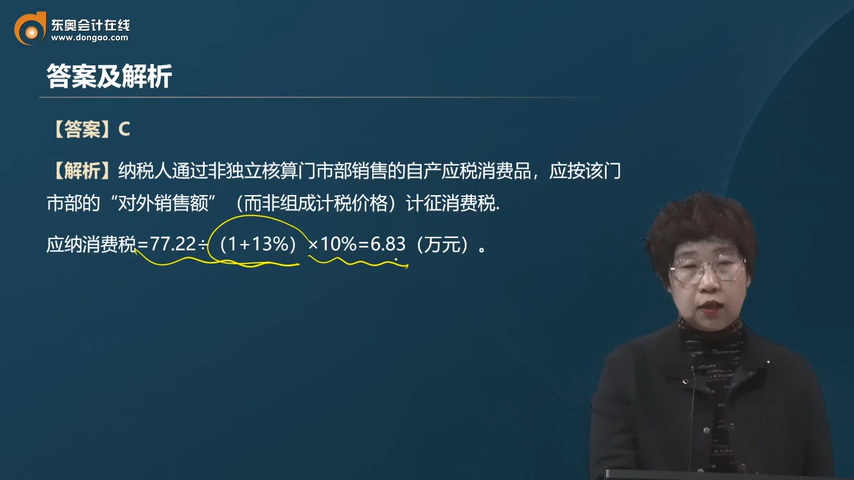 东奥会计在线
www.dongao.com
答案及解析
【答案】C
【解析】纳税人通过非独立核算门市部销售的自产应税消费品，应按该门
市部的“对外销售额”（而非组成计税价格）计征消费税.
应纳消费税=77.22÷（1+13%）×10%=6.83（万元）。